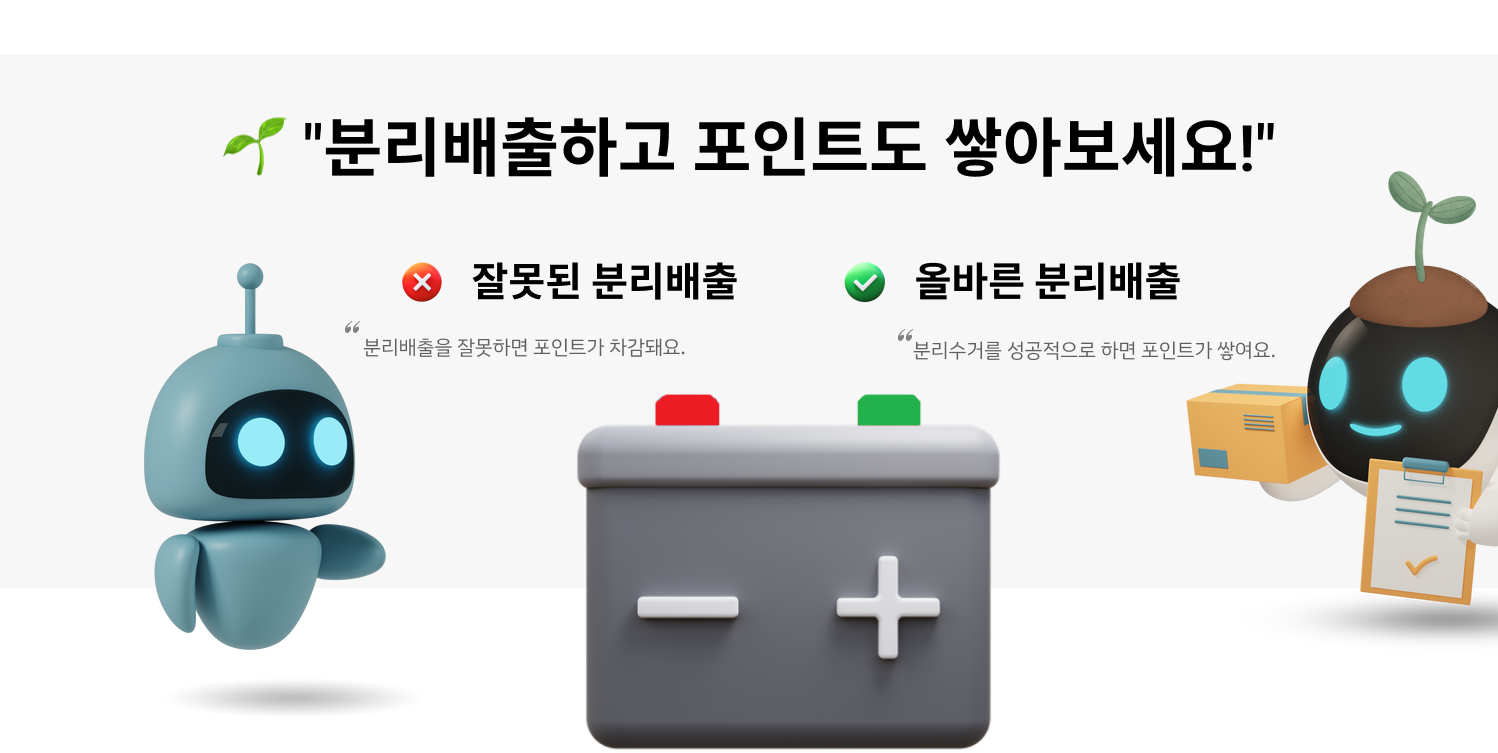 "분리배출하고 포인트도 쌓아보세요!"
잘못된 분리배출
올바른 분리배출
“분리배출을 잘못하면 포인트가 차감돼요.
“분리수거를 성공적으로 하면 포인트가 쌓여요.